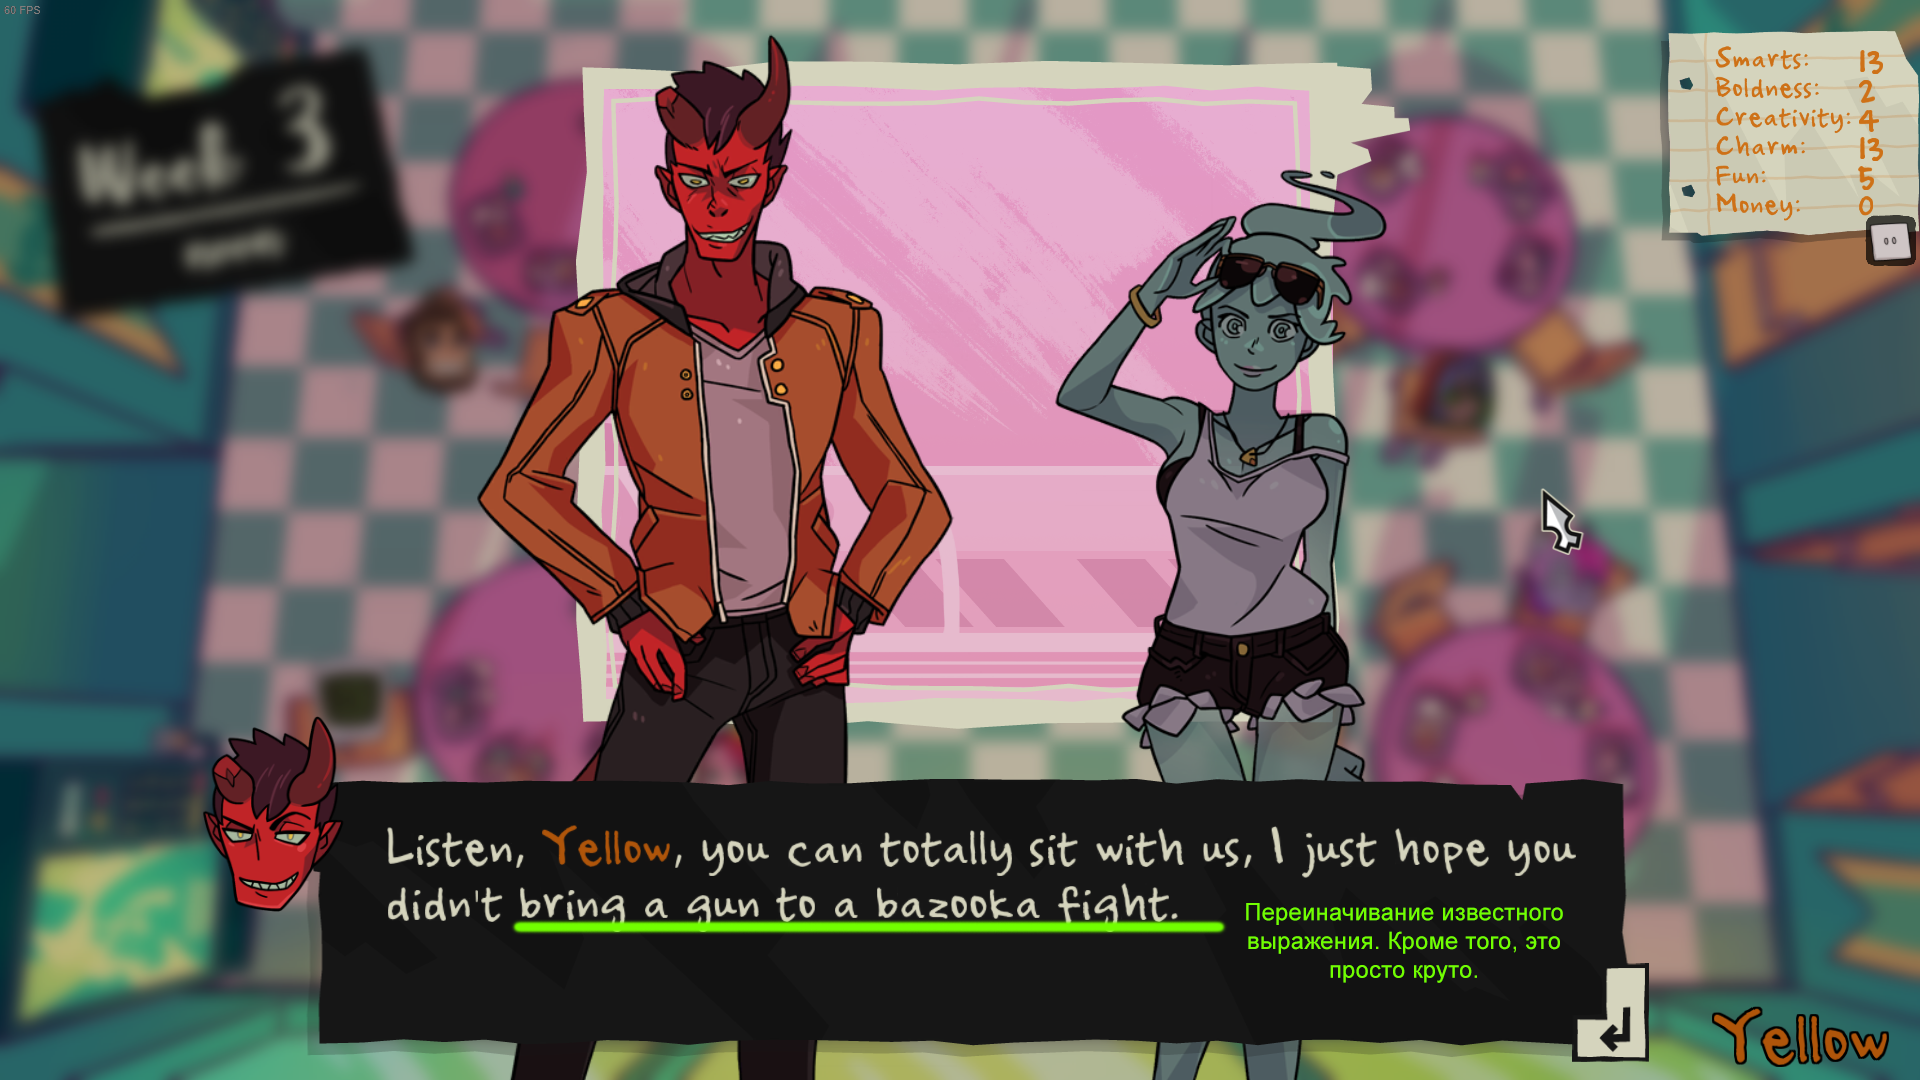 60 FPS
Week 3
Smarts: 13
Boldness: 2
Creativity: 4
Charm: 13
Fun: 5
Money: 0
Listen, Yellow, you can totally sit with us, I just hope you
didn't bring a gun to a bazooka fight.
Переиначивание известного
выражения. Кроме того, это
просто круто.
Yellow